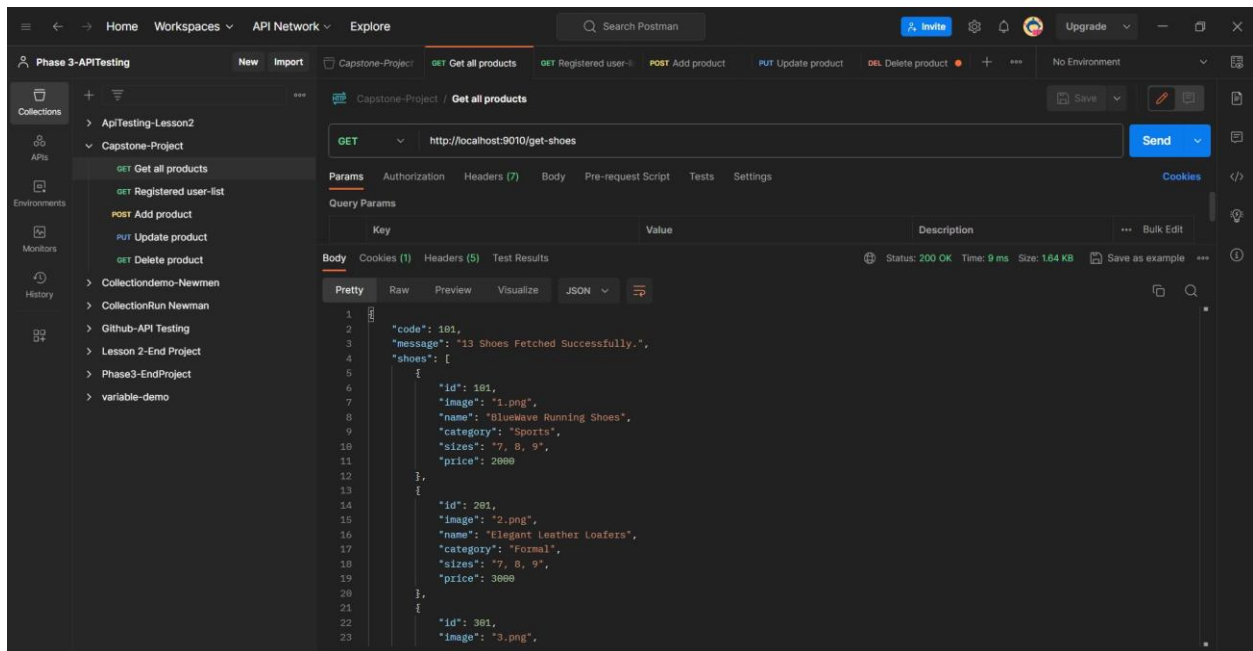 Home Workspaces API Network Explore Search Postman Invite Upgrade
Phase 3-APITesting New Import Capstone-Project GET Get all products GET Registered user-li POST Add product PUT Update product DEL Delete product No Environment
Collections
APIs
Environments
Monitors
History
ApiTesting-Lesson2
Capstone-Project
GET Get all products
GET Registered user-list
POST Add product
PUT Update product
GET Delete product
Collectiondemo-Newmen
CollectionRun Newman
Github-API Testing
Lesson 2-End Project
Phase3-EndProject
variable-demo
HTTP Capstone-Project / Get all products Save
GET http://localhost:9010/get-shoes Send
Params Authorization Headers (7) Body Pre-request Script Tests Settings Cookies
Query Params
Key Value Description Bulk Edit
Body Cookies (1) Headers (5) Test Results Status: 200 OK Time: 9 ms Size: 1.64 KB Save as example
Pretty Raw Preview Visualize JSON
1 {
2 "code": 101,
3 "message": "13 Shoes Fetched Successfully.",
4 "shoes": [
5 {
6 "id": 101,
7 "image": "1.png",
8 "name": "BlueWave Running Shoes",
9 "category": "Sports",
10 "sizes": "7, 8, 9",
11 "price": 2000
12 },
13 {
14 "id": 201,
15 "image": "2.png",
16 "name": "Elegant Leather Loafers",
17 "category": "Formal",
18 "sizes": "7, 8, 9",
19 "price": 3000
20 },
21 {
22 "id": 301,
23 "image": "3.png",